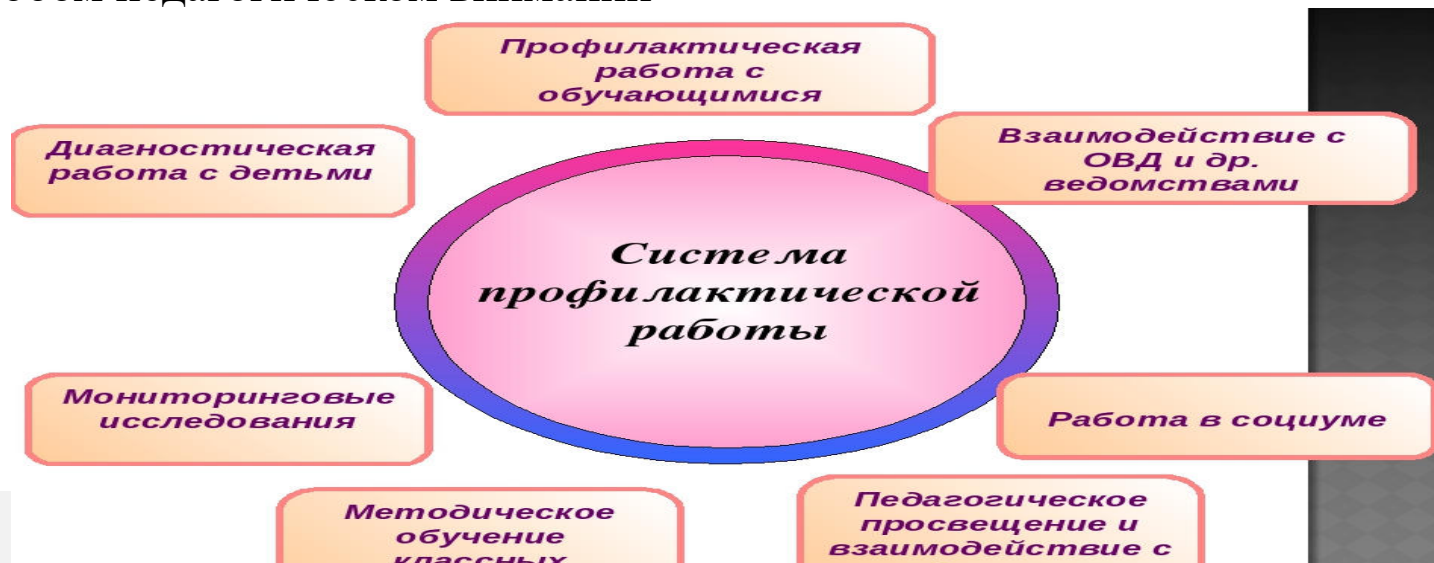 Профилактическая
работа с
обучающимися
Диагностическая
работа с детьми
Взаимодействие с
ОВД и др.
ведомствами
Система
профилактической
работы
Мониторинговые
исследования
Работа в социуме
Методическое
обучение
классных
Педагогическое
просвещение и
взаимодействие с